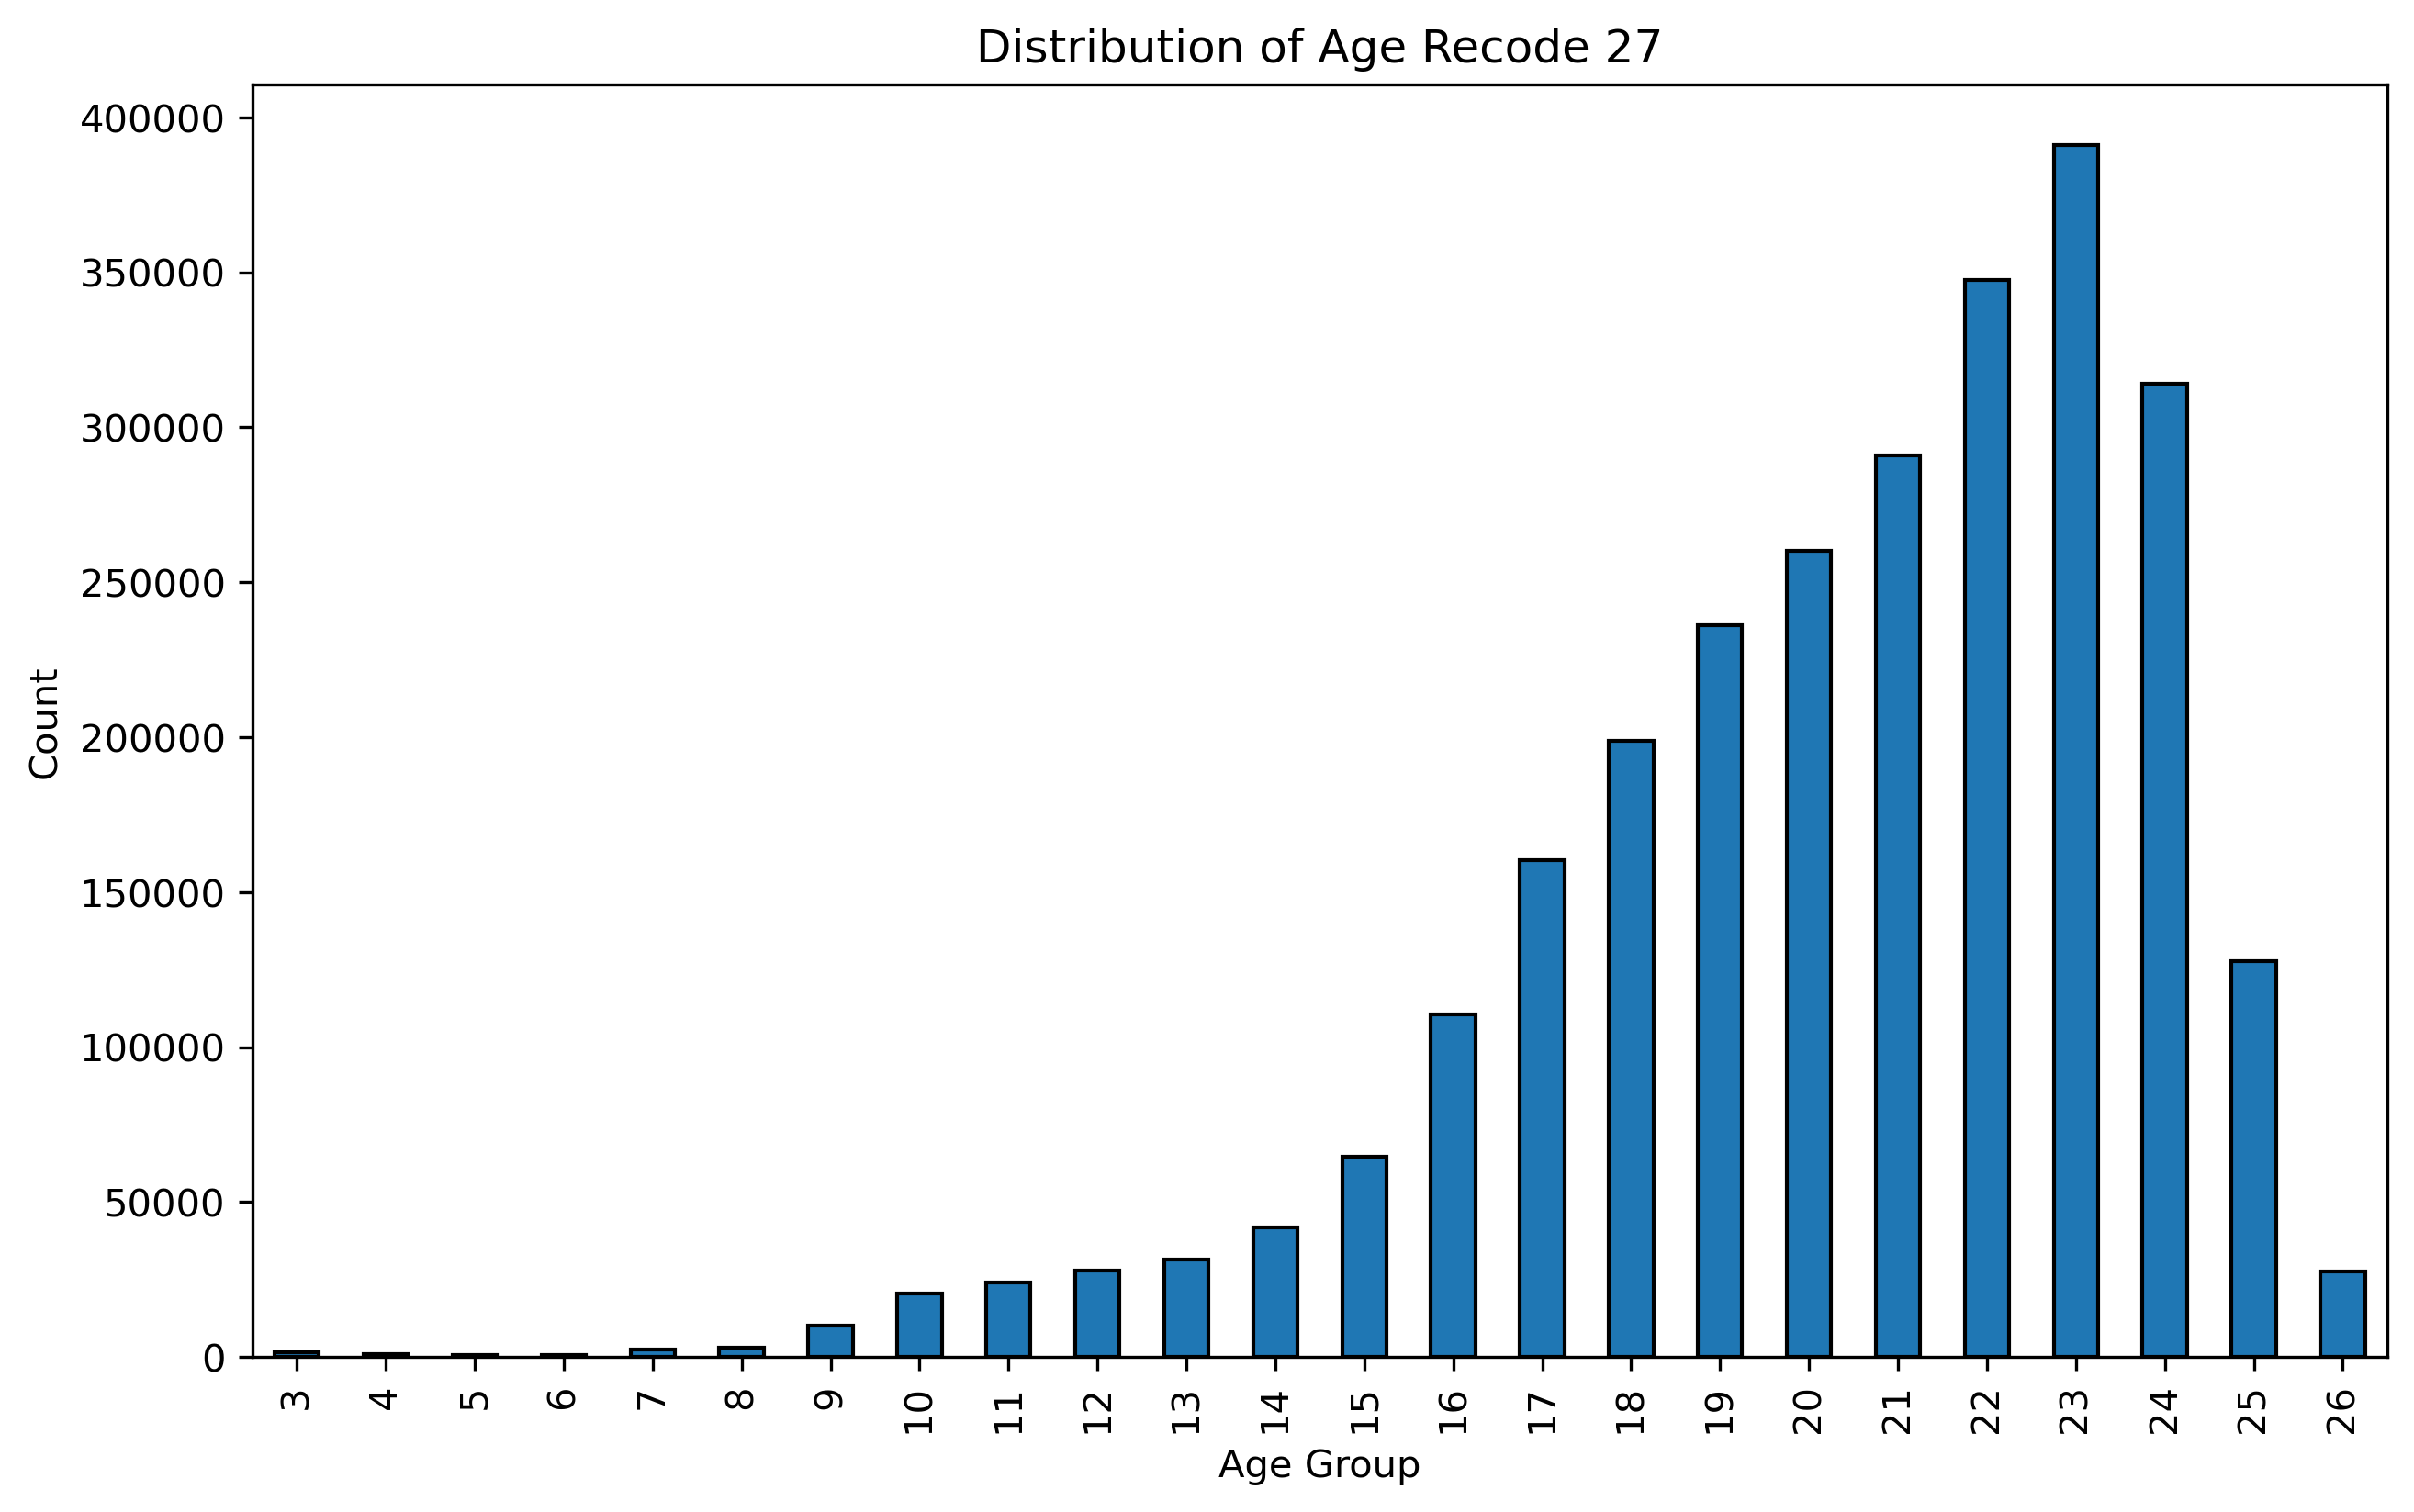 Distribution of Age Recode 27
400000
350000
300000
250000
200000
150000
100000
50000
0
Count
3 4 5 6 7 8 9 10 11 12 13 14 15 16 17 18 19 20 21 22 23 24 25 26
Age Group